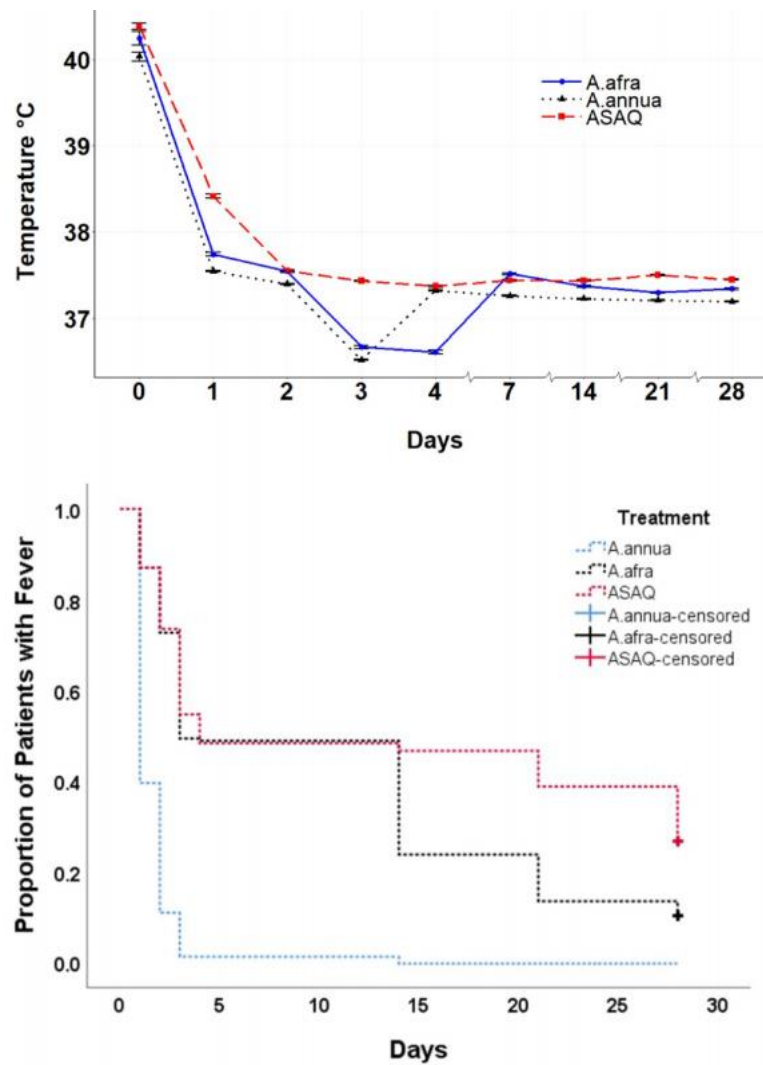 40
39
38
37
Temperature °C
A.afra
A.annua
ASAQ
0 1 2 3 4 7 14 21 28
Days
1.0
0.8
0.6
0.4
0.2
0.0
Proportion of Patients with Fever
Treatment
A.annua
A.afra
ASAQ
A.annua-censored
A.afra-censored
ASAQ-censored
0 5 10 15 20 25 30
Days